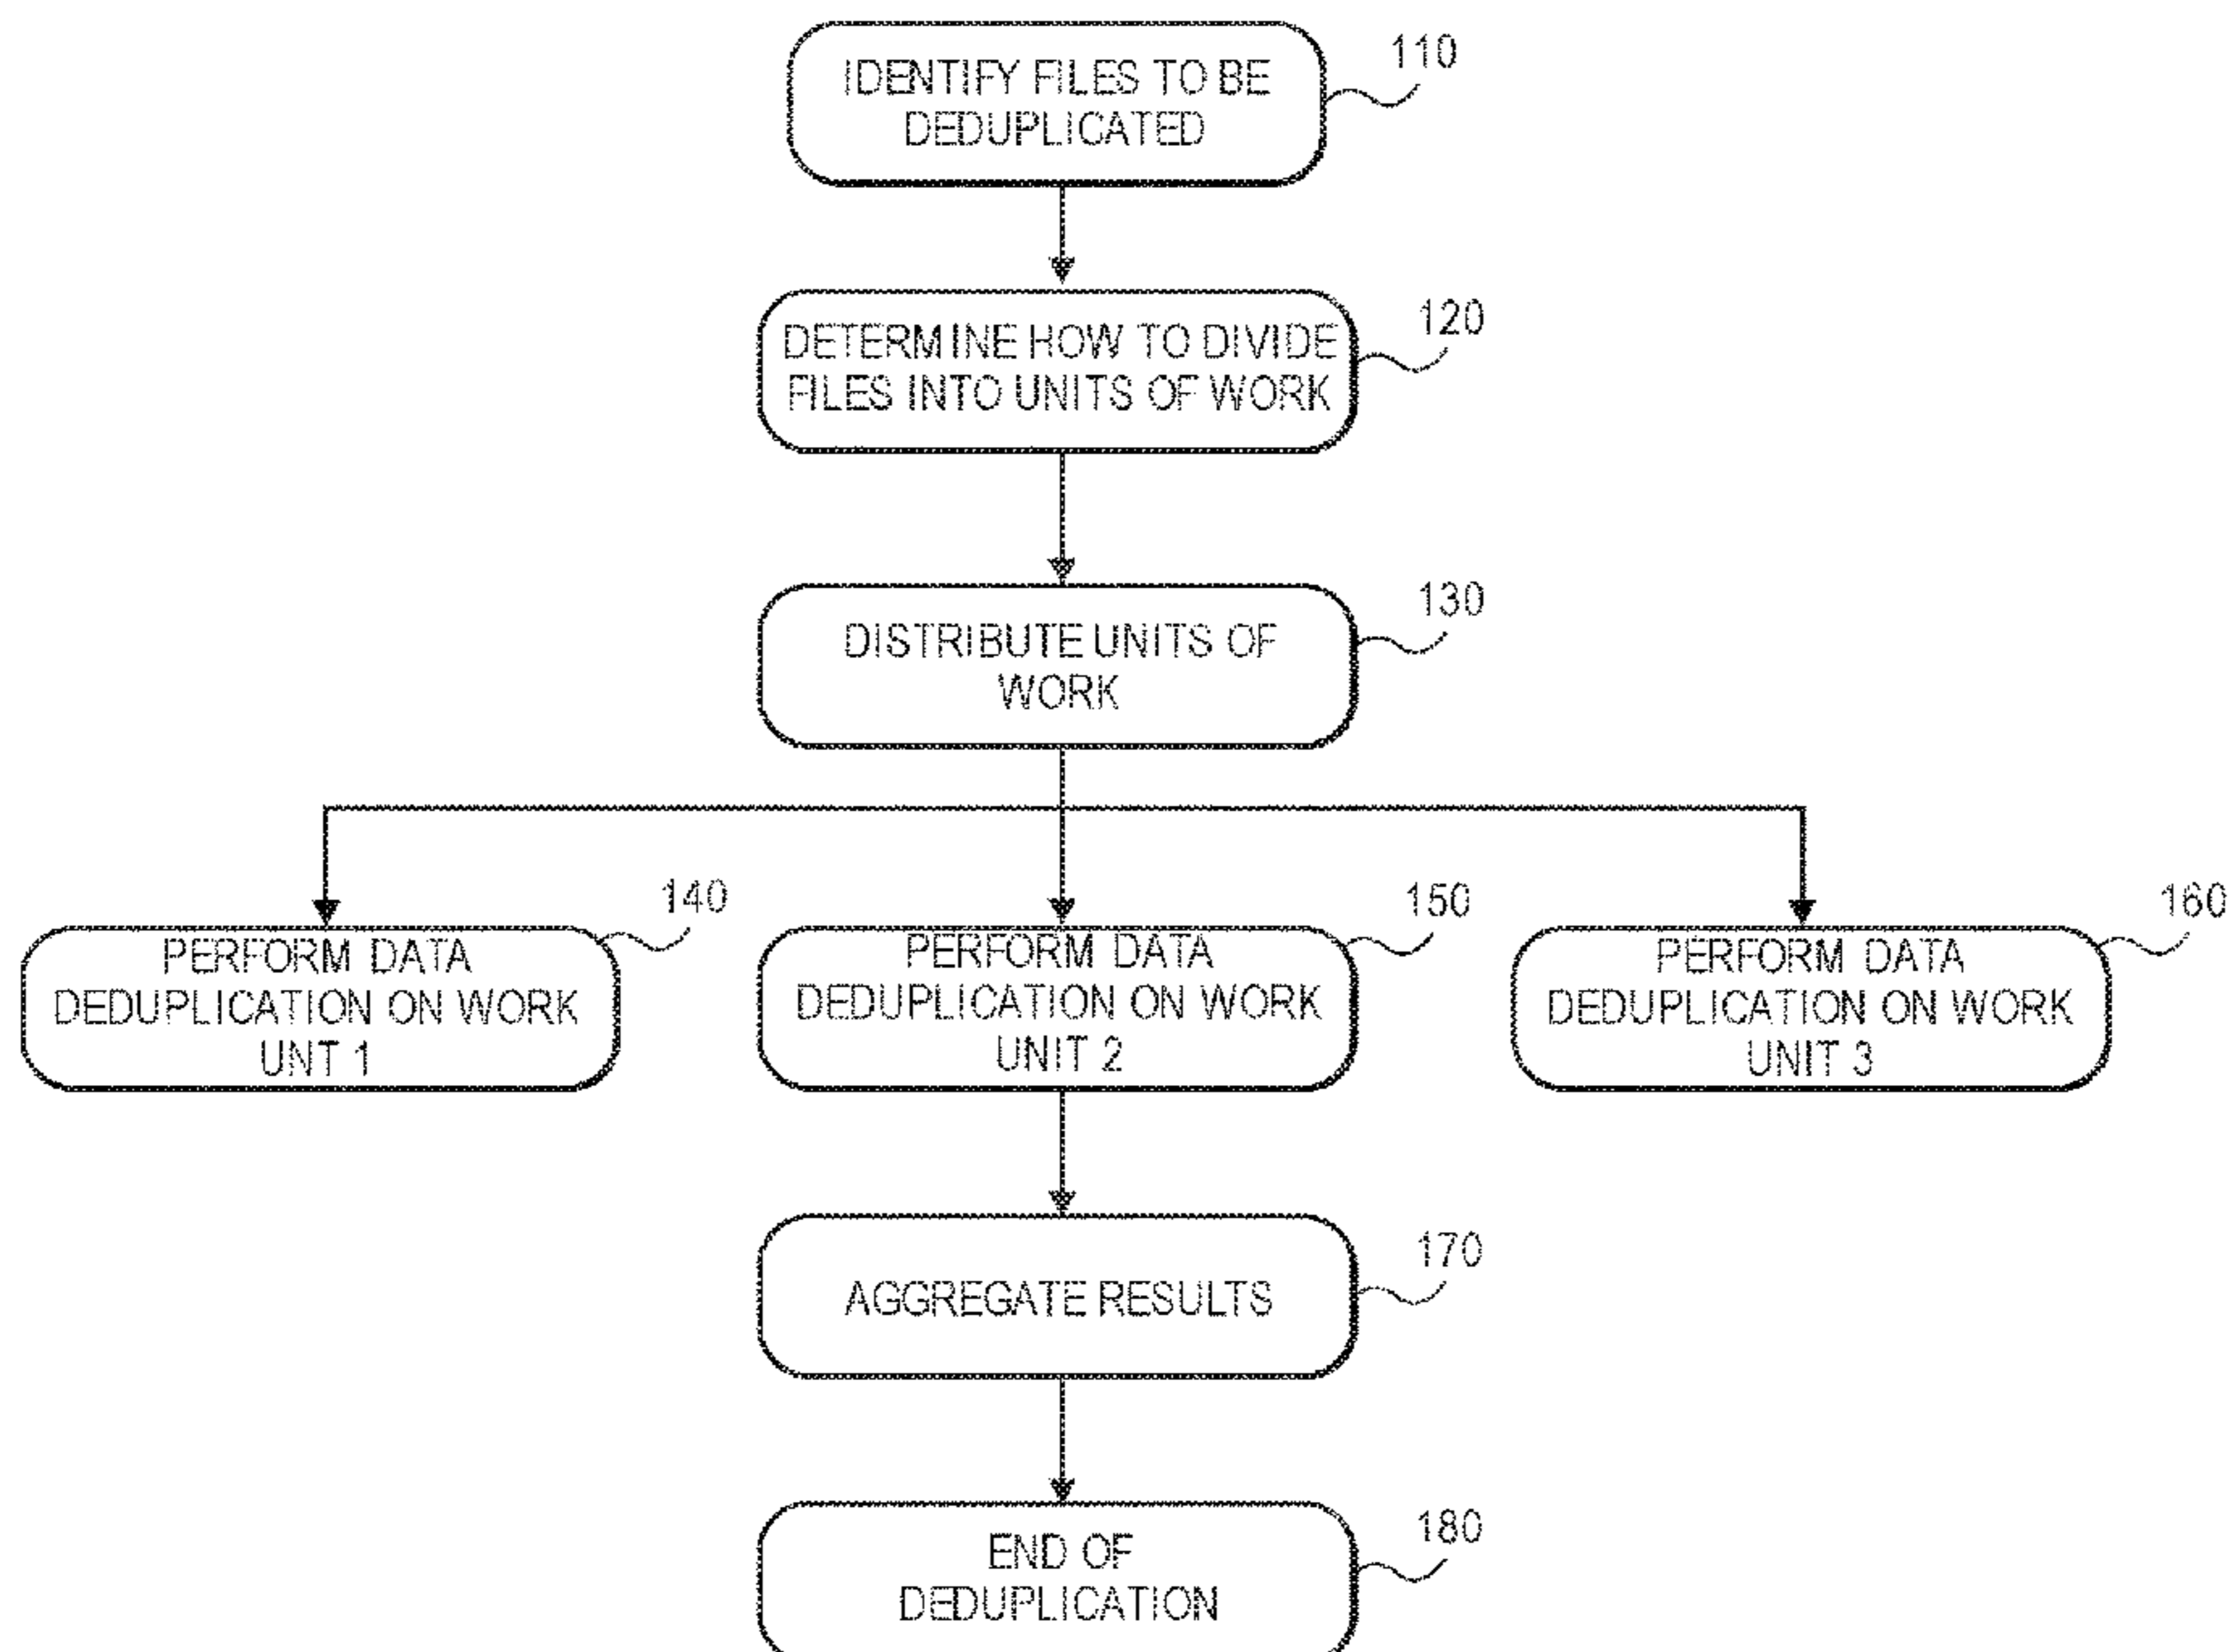 110
IDENTIFY FILES TO BE
DEDUPLICATED
120
DETERMINE HOW TO DIVIDE
FILES INTO UNITS OF WORK
130
DISTRIBUTE UNITS OF
WORK
140
PERFORM DATA
DEDUPLICATION ON WORK
UNT 1
150
PERFORM DATA
DEDUPLICATION ON WORK
UNIT 2
160
PERFORM DATA
DEDUPLICATION ON WORK
UNIT 3
170
AGGREGATE RESULTS
180
END OF
DEDUPLICATION